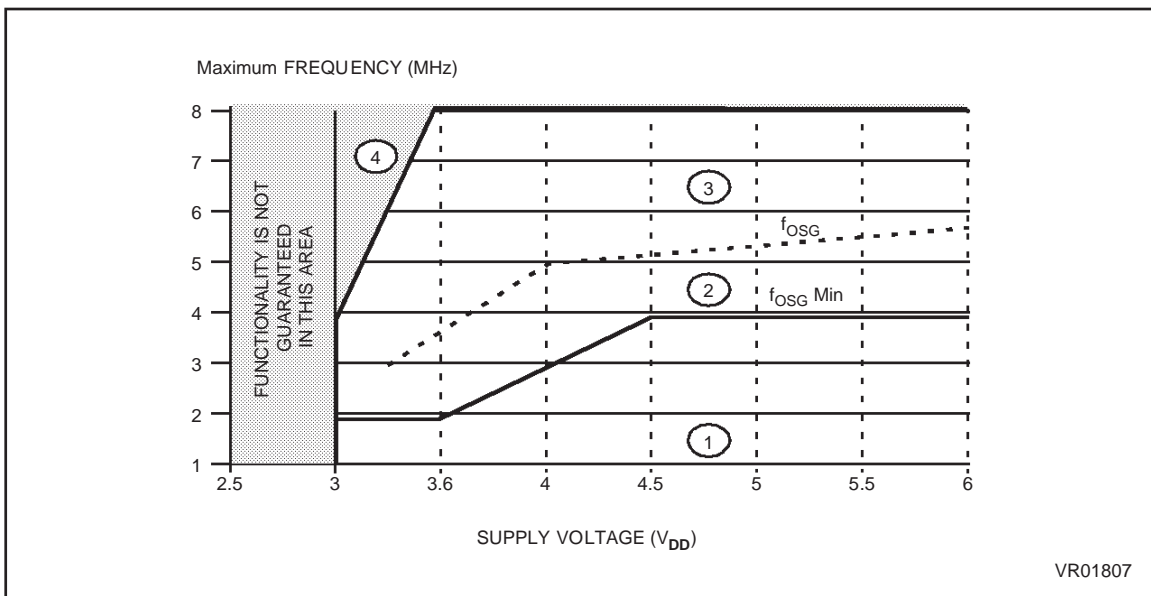 Maximum FREQUENCY (MHz)
8
7
6
5
4
3
2
1
2.5 3 3.6 4 4.5 5 5.5 6
FUNCTIONALITY IS NOT
GUARANTEED
IN THIS AREA
4
3
fOSG
2
fOSG Min
1
SUPPLY VOLTAGE (VDD)
VR01807